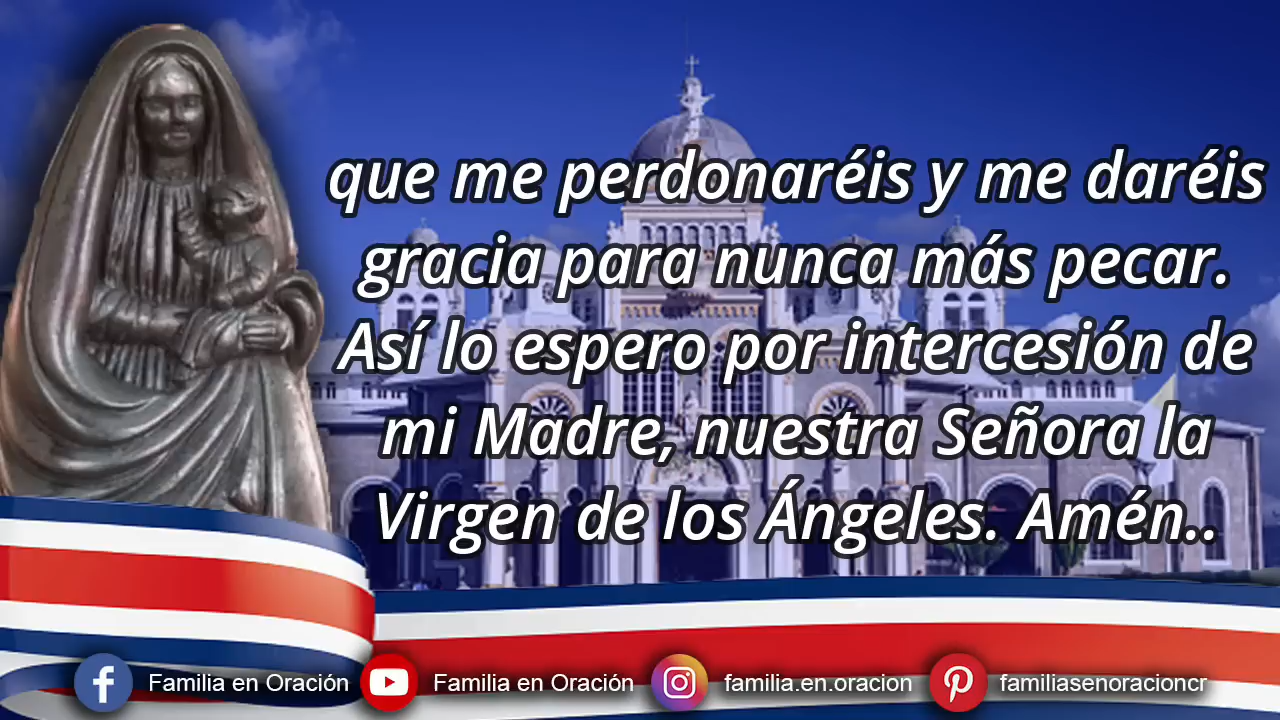 que me perdonaréis y me daréis
gracia para nunca más pecar.
Así lo espero por intercesión de
mi Madre, nuestra Señora la
Virgen de los Ángeles. Amén..
Familia en Oración
Familia en Oración
familia.en.oracion
familiasenoracioncr